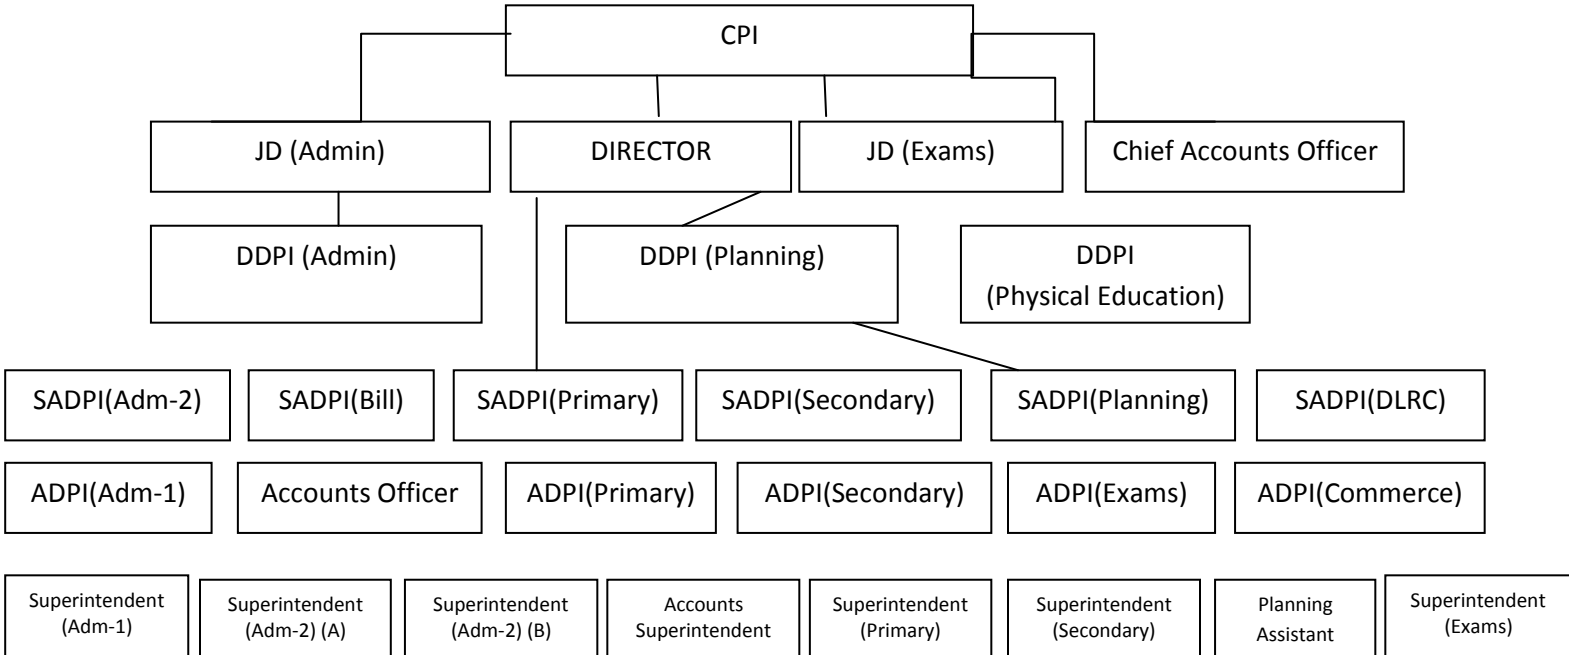 CPI
JD (Admin)
DIRECTOR
JD (Exams)
Chief Accounts Officer
DDPI (Admin)
DDPI (Planning)
DDPI
(Physical Education)
SADPI(Adm-2)
SADPI(Bill)
SADPI(Primary)
SADPI(Secondary)
SADPI(Planning)
SADPI(DLRC)
ADPI(Adm-1)
Accounts Officer
ADPI(Primary)
ADPI(Secondary)
ADPI(Exams)
ADPI(Commerce)
Superintendent
(Adm-1)
Superintendent
(Adm-2) (A)
Superintendent
(Adm-2) (B)
Accounts
Superintendent
Superintendent
(Primary)
Superintendent
(Secondary)
Planning
Assistant
Superintendent
(Exams)